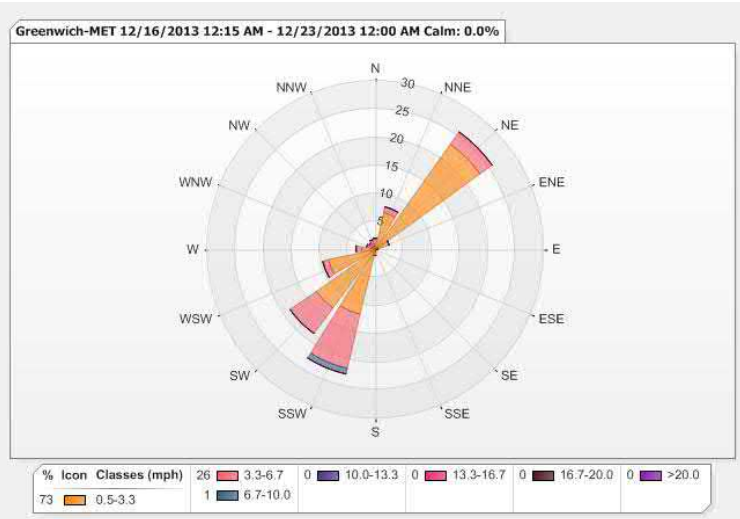 Greenwich-MET 12/16/2013 12:15 AM - 12/23/2013 12:00 AM Calm: 0.0%
N
NNW
30
NNE
25
NW
20
NE
15
WNW
10
ENE
5
W
E
WSW
ESE
SW
SE
SSW
SSE
S
% Icon Classes (mph) 26 3.3-6.7 0 10.0-13.3 0 13.3-16.7 0 16.7-20.0 0 >20.0
73 0.5-3.3 1 6.7-10.0